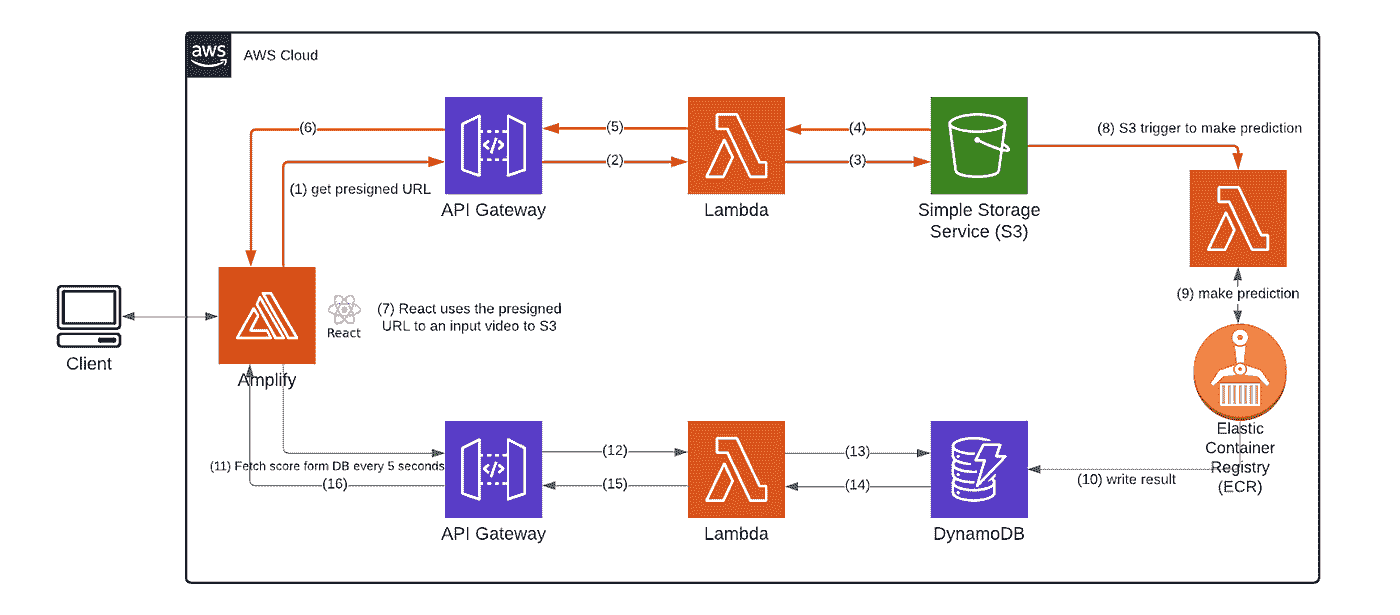 aws
AWS Cloud
(6)
(5)
(4)
(8) S3 trigger to make prediction
(2)
(3)
(1) get presigned URL
</>
API Gateway
Lambda
Simple Storage
Service (S3)
(9) make prediction
React
(7) React uses the presigned
URL to an input video to S3
Client
Amplify
Elastic
Container
Registry
(ECR)
(12)
(13)
(11) Fetch score form DB every 5 seconds
</>
(16)
(15)
(14)
(10) write result
API Gateway
Lambda
DynamoDB